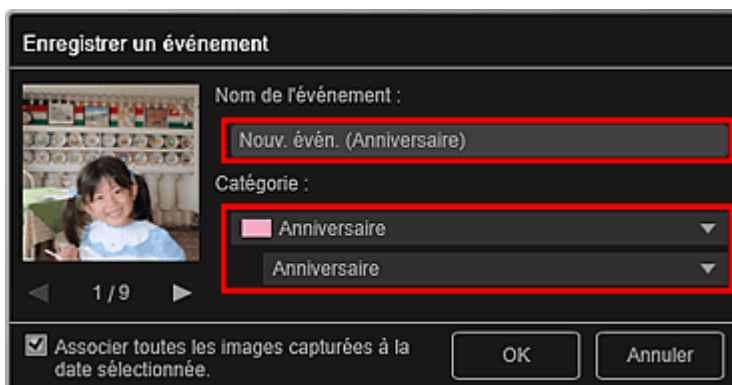 Enregistrer un événement
Nom de l'événement :
Nouv. évén. (Anniversaire)
Catégorie :
Anniversaire
Anniversaire
1 / 9
Associer toutes les images capturées à la
date sélectionnée.
OK
Annuler